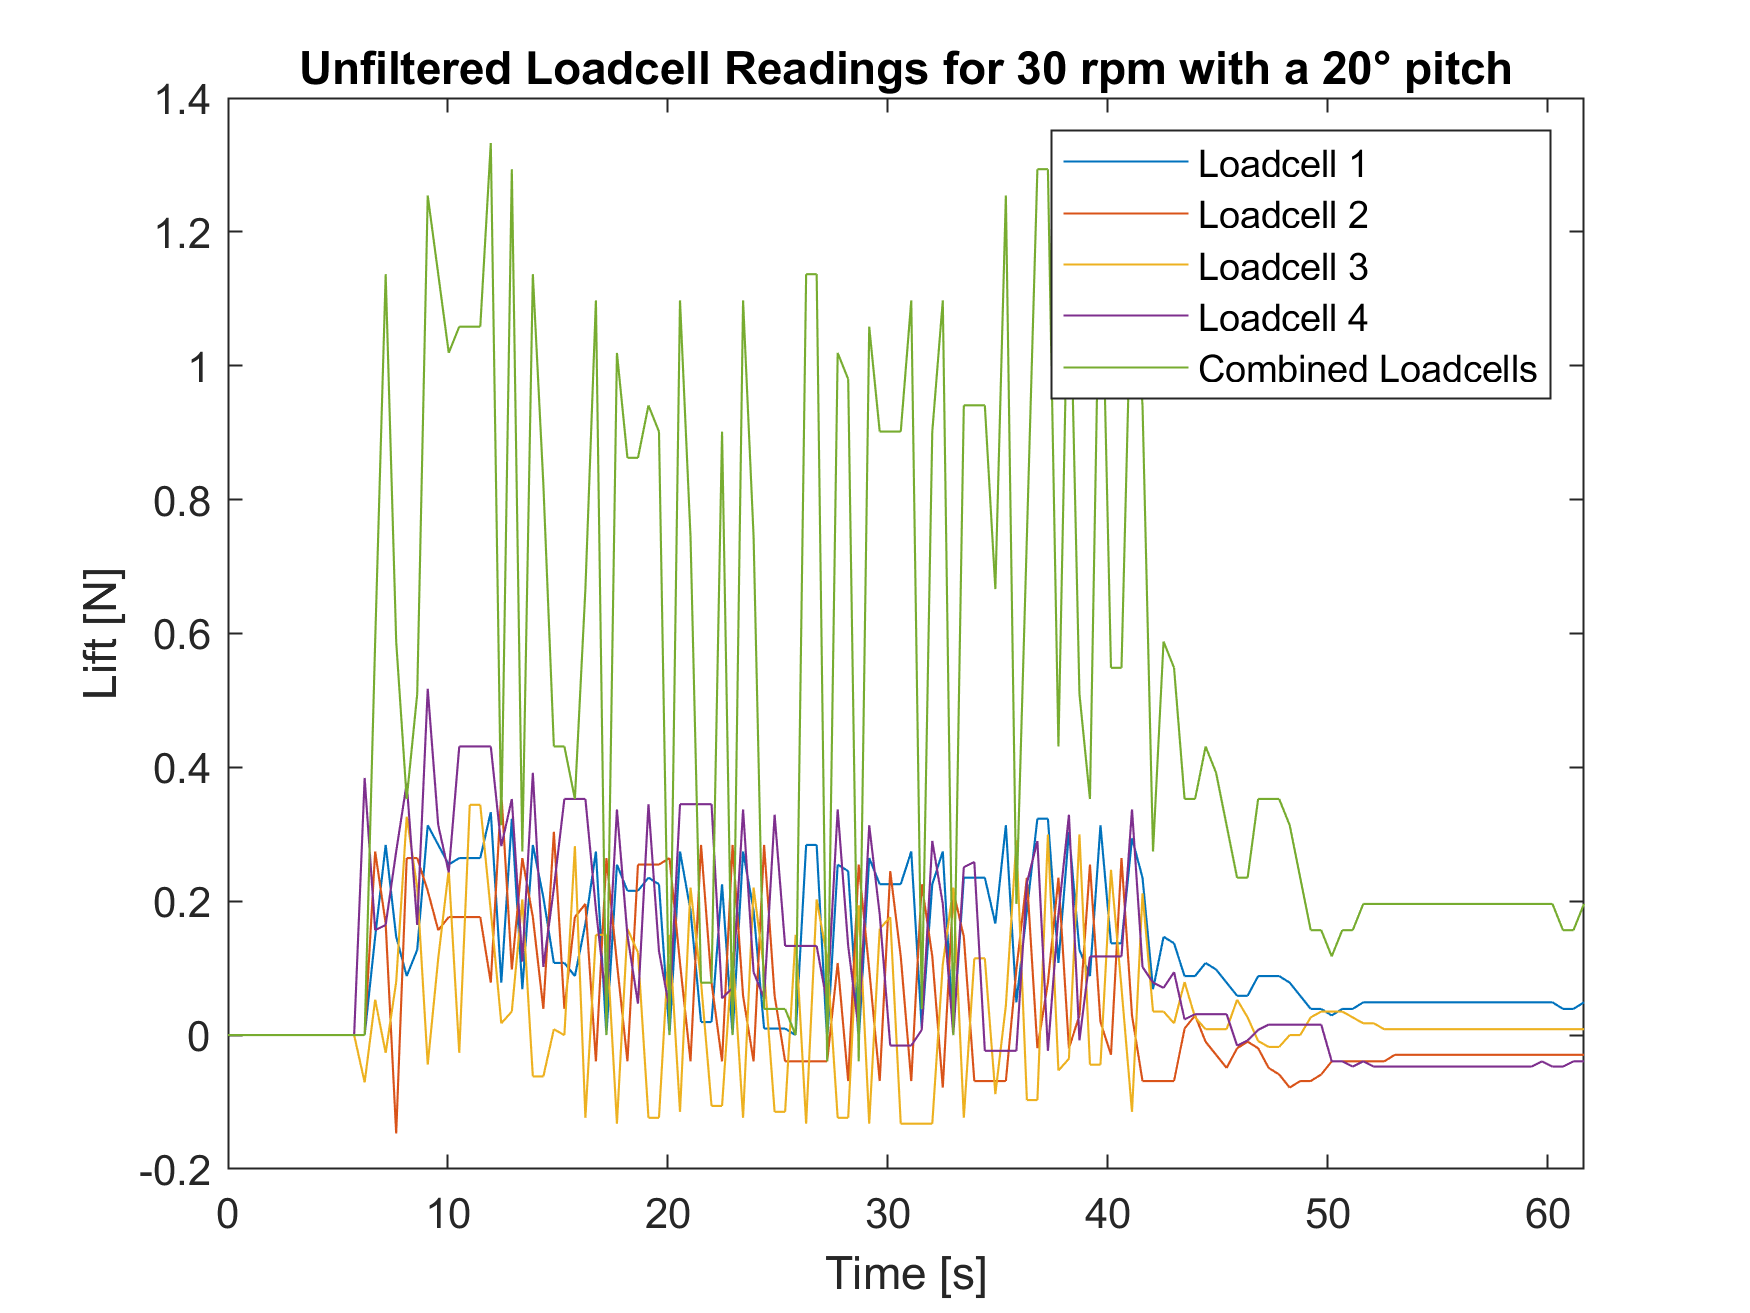 Unfiltered Loadcell Readings for 30 rpm with a 20° pitch
1.4
1.2
1
0.8
0.6
0.4
0.2
0
-0.2
Lift [N]
Loadcell 1
Loadcell 2
Loadcell 3
Loadcell 4
Combined Loadcells
0 10 20 30 40 50 60
Time [s]